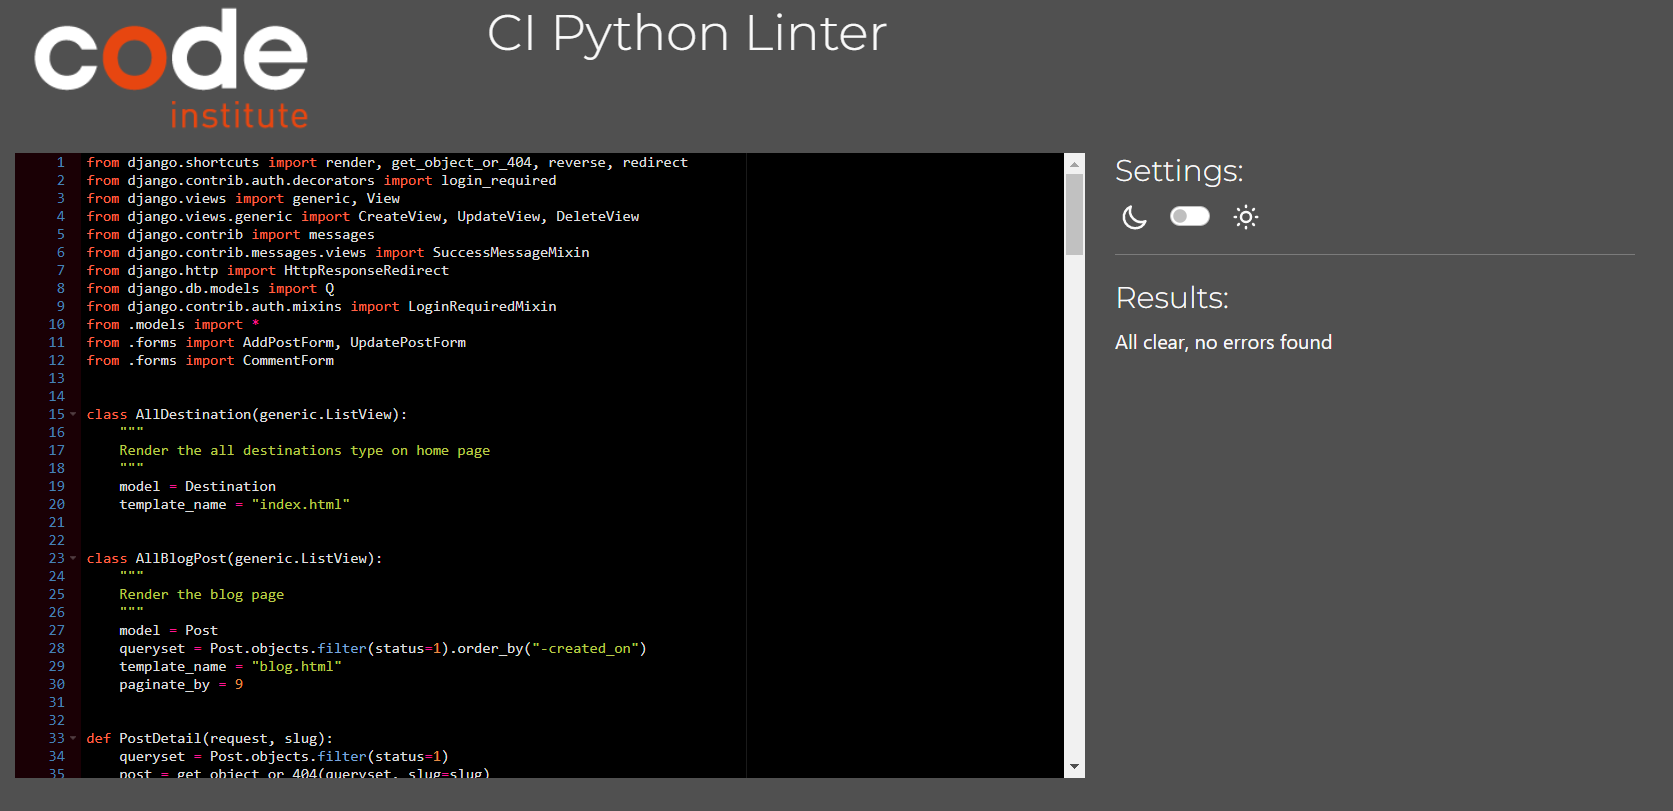 code
institute
CI Python Linter
1 from django.shortcuts import render, get_object_or_404, reverse, redirect
2 from django.contrib.auth.decorators import login_required
3 from django.views import generic, View
4 from django.views.generic import CreateView, UpdateView, DeleteView
5 from django.contrib import messages
6 from django.contrib.messages.views import SuccessMessageMixin
7 from django.http import HttpResponseRedirect
8 from django.db.models import Q
9 from django.contrib.auth.mixins import LoginRequiredMixin
10 from .models import *
11 from .forms import AddPostForm, UpdatePostForm
12 from .forms import CommentForm
13
14
15 class AllDestination(generic.ListView):
16     """
17     Render the all destinations type on home page
18     """
19     model = Destination
20     template_name = "index.html"
21
22
23 class AllBlogPost(generic.ListView):
24     """
25     Render the blog page
26     """
27     model = Post
28     queryset = Post.objects.filter(status=1).order_by("-created_on")
29     template_name = "blog.html"
30     paginate_by = 9
31
32
33 def PostDetail(request, slug):
34     queryset = Post.objects.filter(status=1)
35     post = get_object_or_404(queryset, slug=slug)
Settings:
Results:
All clear, no errors found